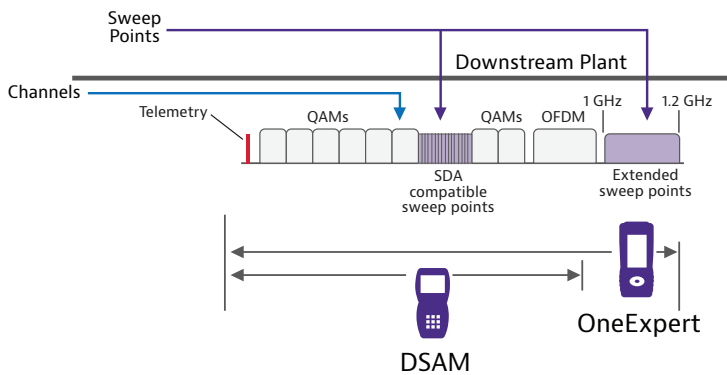 Sweep
Points
Downstream Plant
Channels
Telemetry
QAMs
QAMs
OFDM
1 GHz
1.2 GHz
SDA
compatible
sweep points
Extended
sweep points
OneExpert
DSAM